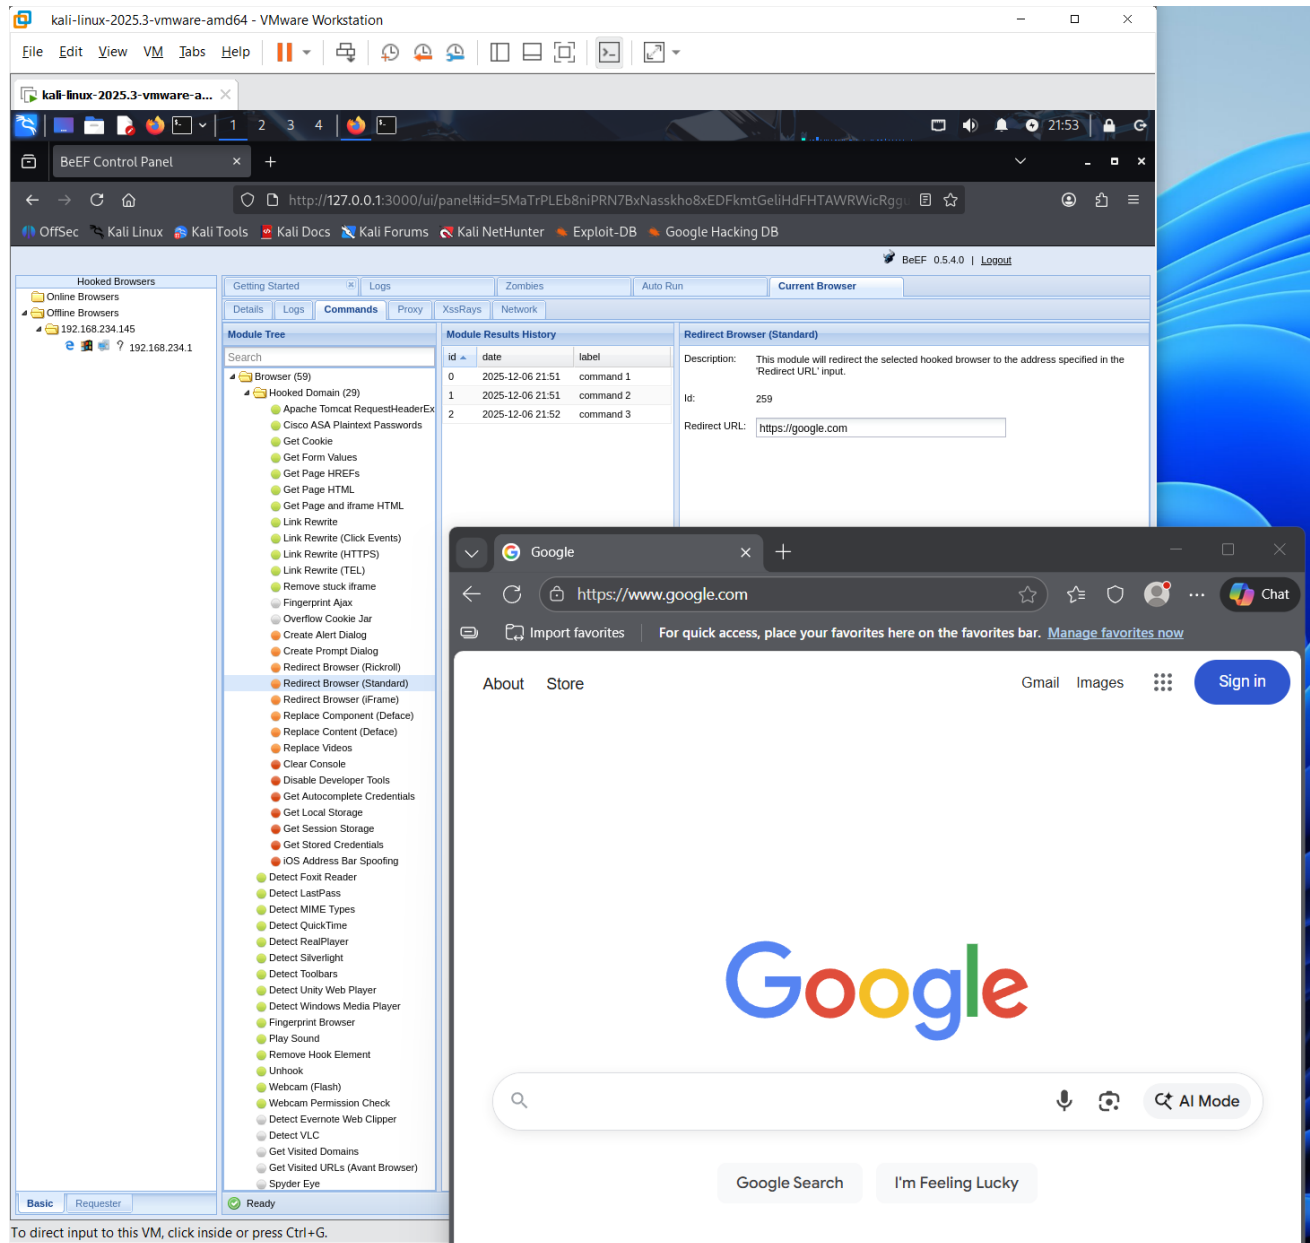 kali-linux-2025.3-vmware-amd64 - VMware Workstation
File Edit View VM Tabs Help
kali-linux-2025.3-vmware-a...
1 2 3 4 21:53
BeEF Control Panel
http://127.0.0.1:3000/ui/panel#id=5MaTrPLEb8niPRN7BxNasskho8xEDFkmtGeliHdFHTAWRWicRggu
OffSec Kali Linux Kali Tools Kali Docs Kali Forums Kali NetHunter Exploit-DB Google Hacking DB
BeEF 0.5.4.0 | Logout
Hooked Browsers
Online Browsers
Offline Browsers
192.168.234.145
? 192.168.234.1
Getting Started Logs Zombies Auto Run Current Browser
Details Logs Commands Proxy XssRays Network
Module Tree
Search
Browser (59)
Hooked Domain (29)
Apache Tomcat RequestHeaderEx
Cisco ASA Plaintext Passwords
Get Cookie
Get Form Values
Get Page HREFs
Get Page HTML
Get Page and iframe HTML
Link Rewrite
Link Rewrite (Click Events)
Link Rewrite (HTTPS)
Link Rewrite (TEL)
Remove stuck iframe
Fingerprint Ajax
Overflow Cookie Jar
Create Alert Dialog
Create Prompt Dialog
Redirect Browser (Rickroll)
Redirect Browser (Standard)
Redirect Browser (iFrame)
Replace Component (Deface)
Replace Content (Deface)
Replace Videos
Clear Console
Disable Developer Tools
Get Autocomplete Credentials
Get Local Storage
Get Session Storage
Get Stored Credentials
iOS Address Bar Spoofing
Detect Foxit Reader
Detect LastPass
Detect MIME Types
Detect QuickTime
Detect RealPlayer
Detect Silverlight
Detect Toolbars
Detect Unity Web Player
Detect Windows Media Player
Fingerprint Browser
Play Sound
Remove Hook Element
Unhook
Webcam (Flash)
Webcam Permission Check
Detect Evernote Web Clipper
Detect VLC
Get Visited Domains
Get Visited URLs (Avant Browser)
Spyder Eye
Module Results History
id date label
0 2025-12-06 21:51 command 1
1 2025-12-06 21:51 command 2
2 2025-12-06 21:52 command 3
Redirect Browser (Standard)
Description: This module will redirect the selected hooked browser to the address specified in the
'Redirect URL' input.
Id: 259
Redirect URL: https://google.com
Google
https://www.google.com
Chat
Import favorites For quick access, place your favorites here on the favorites bar. Manage favorites now
About Store Gmail Images Sign in
Google
AI Mode
Google Search I'm Feeling Lucky
Basic Requester
Ready
To direct input to this VM, click inside or press Ctrl+G.